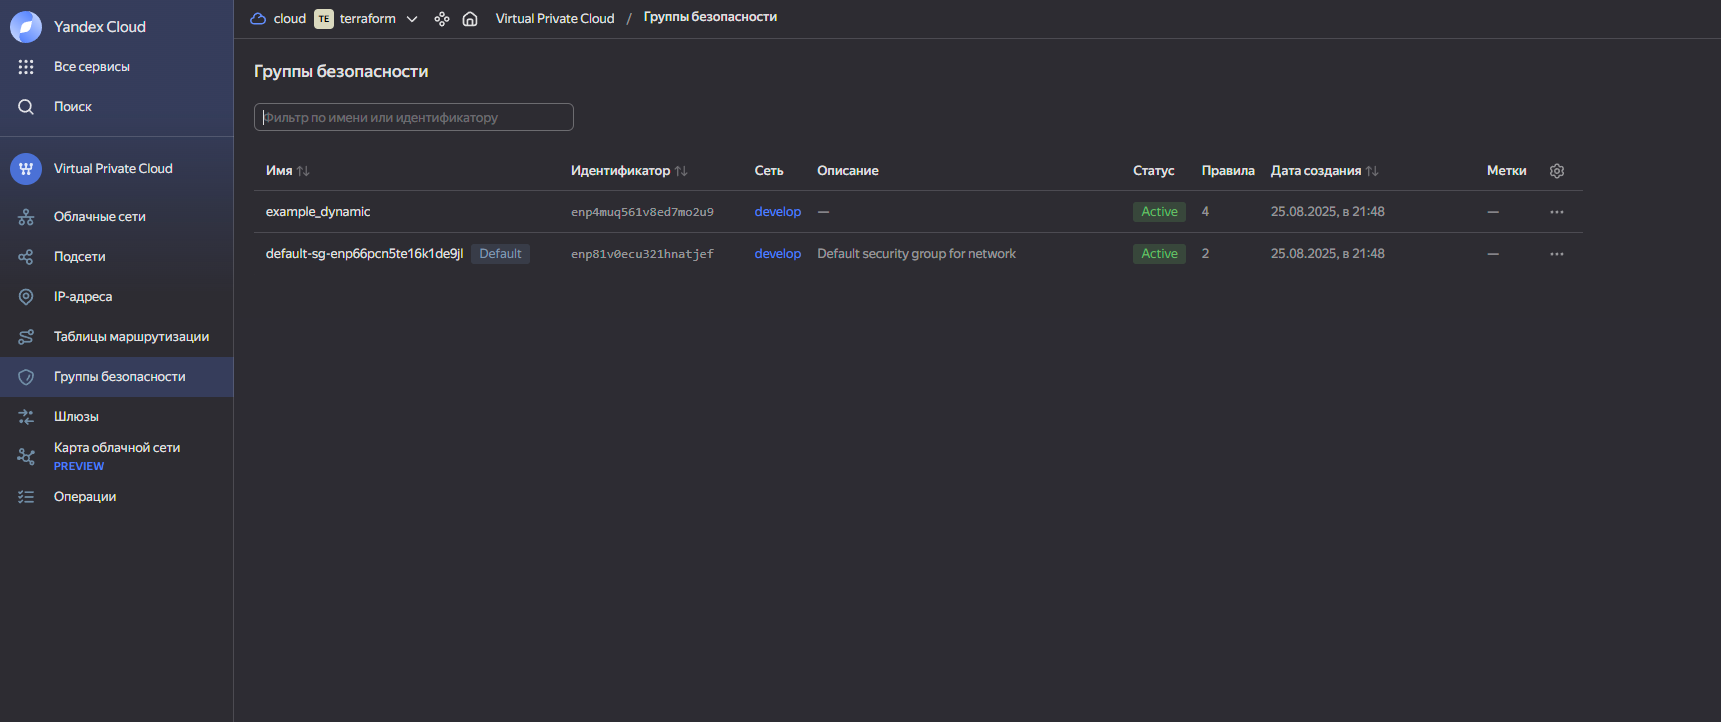 Yandex Cloud
Все сервисы
Поиск
Virtual Private Cloud
Облачные сети
Подсети
IP-адреса
Таблицы маршрутизации
Группы безопасности
Шлюзы
Карта облачной сети
PREVIEW
Операции
cloud TE terraform Virtual Private Cloud / Группы безопасности
Группы безопасности
Фильтр по имени или идентификатору
Имя Идентификатор Сеть Описание Статус Правила Дата создания Метки
example_dynamic enp4muq561v8ed7mo2u9 develop — Active 4 25.08.2025, в 21:48 —
default-sg-enp66pcn5te16k1de9jl Default enp81v0ecu321hnatjef develop Default security group for network Active 2 25.08.2025, в 21:48 —